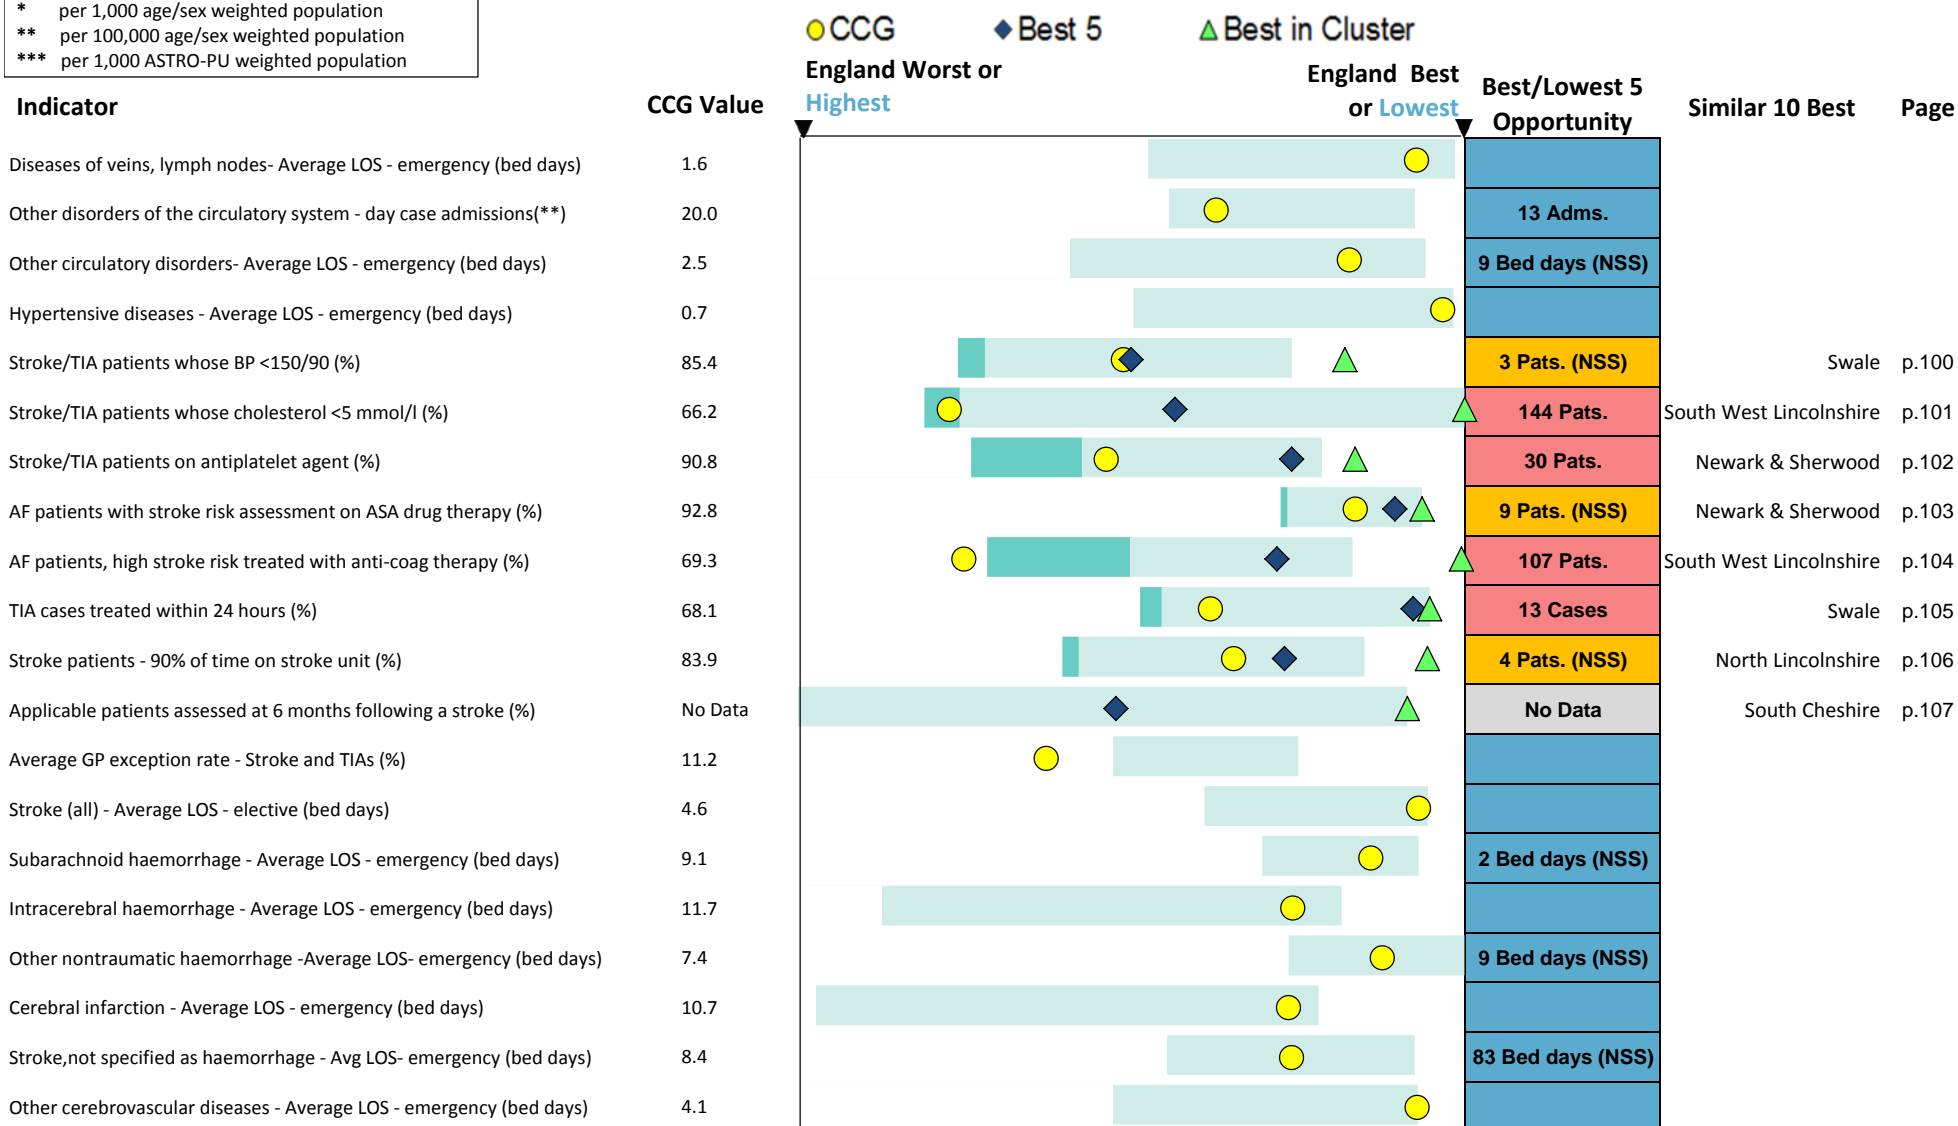 * per 1,000 age/sex weighted population
** per 100,000 age/sex weighted population
*** per 1,000 ASTRO-PU weighted population
CCG Best 5 Best in Cluster
England Worst or Highest
England Best or Lowest
Indicator CCG Value Best/Lowest 5 Opportunity Similar 10 Best Page
Diseases of veins, lymph nodes- Average LOS - emergency (bed days) 1.6
Other disorders of the circulatory system - day case admissions(**) 20.0 13 Adms.
Other circulatory disorders- Average LOS - emergency (bed days) 2.5 9 Bed days (NSS)
Hypertensive diseases - Average LOS - emergency (bed days) 0.7
Stroke/TIA patients whose BP <150/90 (%) 85.4 3 Pats. (NSS) Swale p.100
Stroke/TIA patients whose cholesterol <5 mmol/l (%) 66.2 144 Pats. South West Lincolnshire p.101
Stroke/TIA patients on antiplatelet agent (%) 90.8 30 Pats. Newark & Sherwood p.102
AF patients with stroke risk assessment on ASA drug therapy (%) 92.8 9 Pats. (NSS) Newark & Sherwood p.103
AF patients, high stroke risk treated with anti-coag therapy (%) 69.3 107 Pats. South West Lincolnshire p.104
TIA cases treated within 24 hours (%) 68.1 13 Cases Swale p.105
Stroke patients - 90% of time on stroke unit (%) 83.9 4 Pats. (NSS) North Lincolnshire p.106
Applicable patients assessed at 6 months following a stroke (%) No Data No Data South Cheshire p.107
Average GP exception rate - Stroke and TIAs (%) 11.2
Stroke (all) - Average LOS - elective (bed days) 4.6
Subarachnoid haemorrhage - Average LOS - emergency (bed days) 9.1 2 Bed days (NSS)
Intracerebral haemorrhage - Average LOS - emergency (bed days) 11.7
Other nontraumatic haemorrhage -Average LOS- emergency (bed days) 7.4 9 Bed days (NSS)
Cerebral infarction - Average LOS - emergency (bed days) 10.7
Stroke,not specified as haemorrhage - Avg LOS- emergency (bed days) 8.4 83 Bed days (NSS)
Other cerebrovascular diseases - Average LOS - emergency (bed days) 4.1